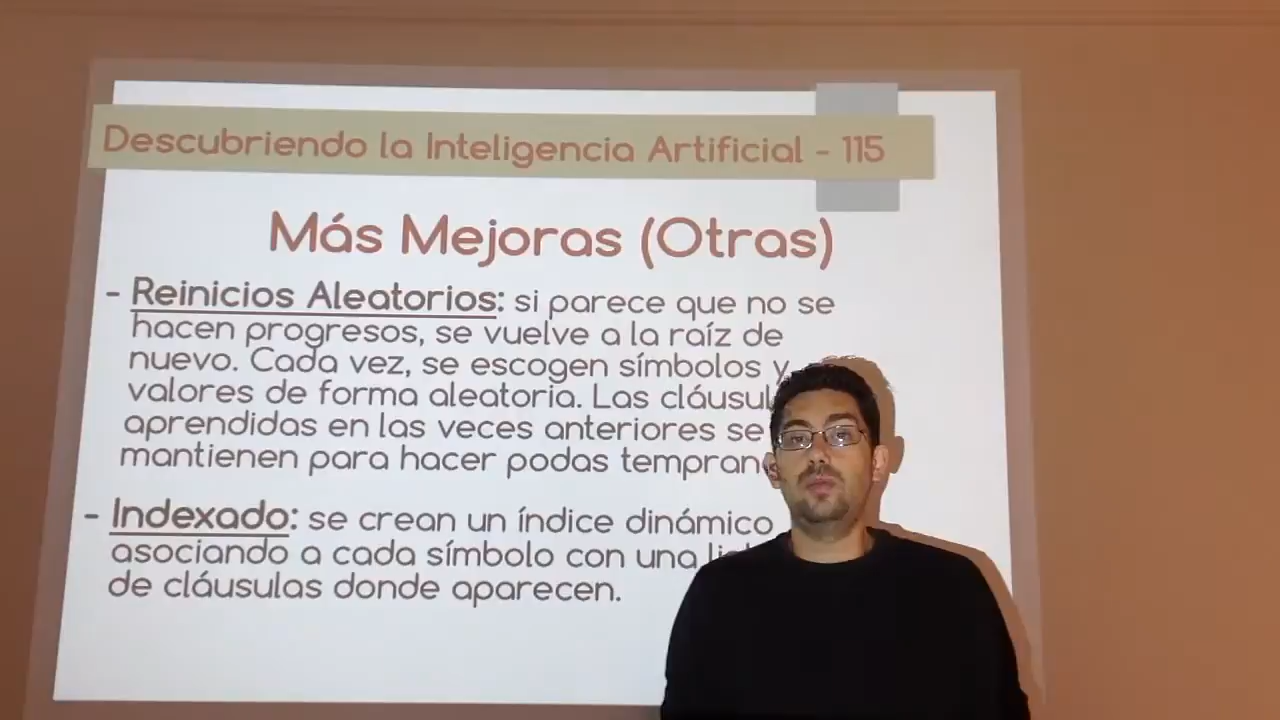 Descubriendo la Inteligencia Artificial - 115
Más Mejoras (Otras)
- Reinicios Aleatorios: si parece que no se
hacen progresos, se vuelve a la raíz de
nuevo. Cada vez, se escogen símbolos y
valores de forma aleatoria. Las
aprendidas en las veces anteriores se
mantienen para hacer podas
- Indexado: se crean un índice dinámico
asociando a cada símbolo con una
de cláusulas donde aparecen.